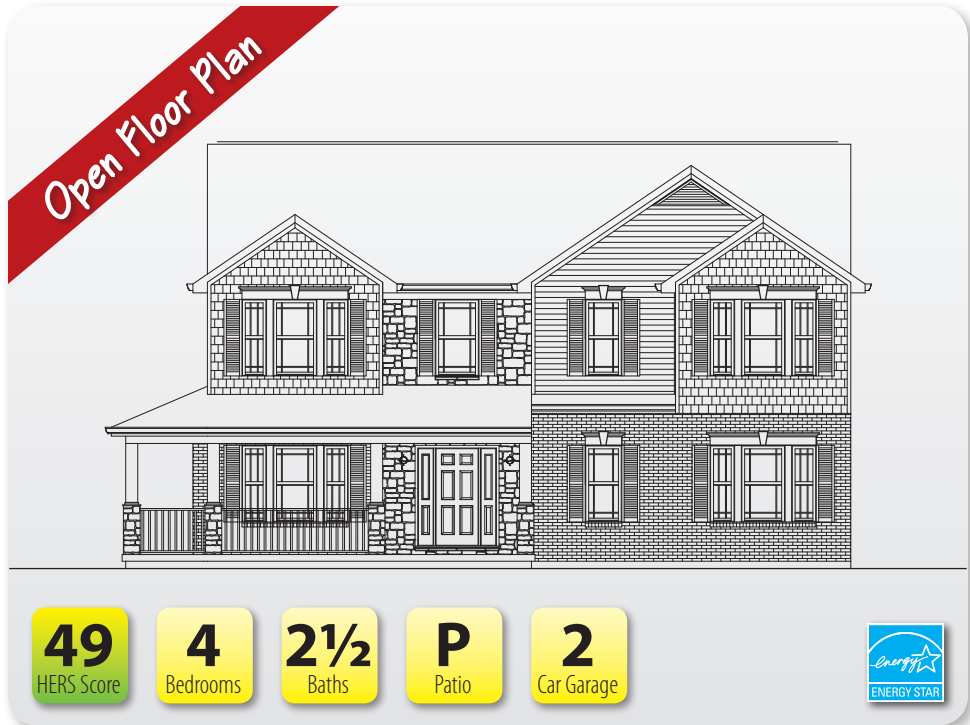 Open Floor Plan
49
HERS Score
4
Bedrooms
2½
Baths
P
Patio
2
Car Garage
energy
ENERGY STAR